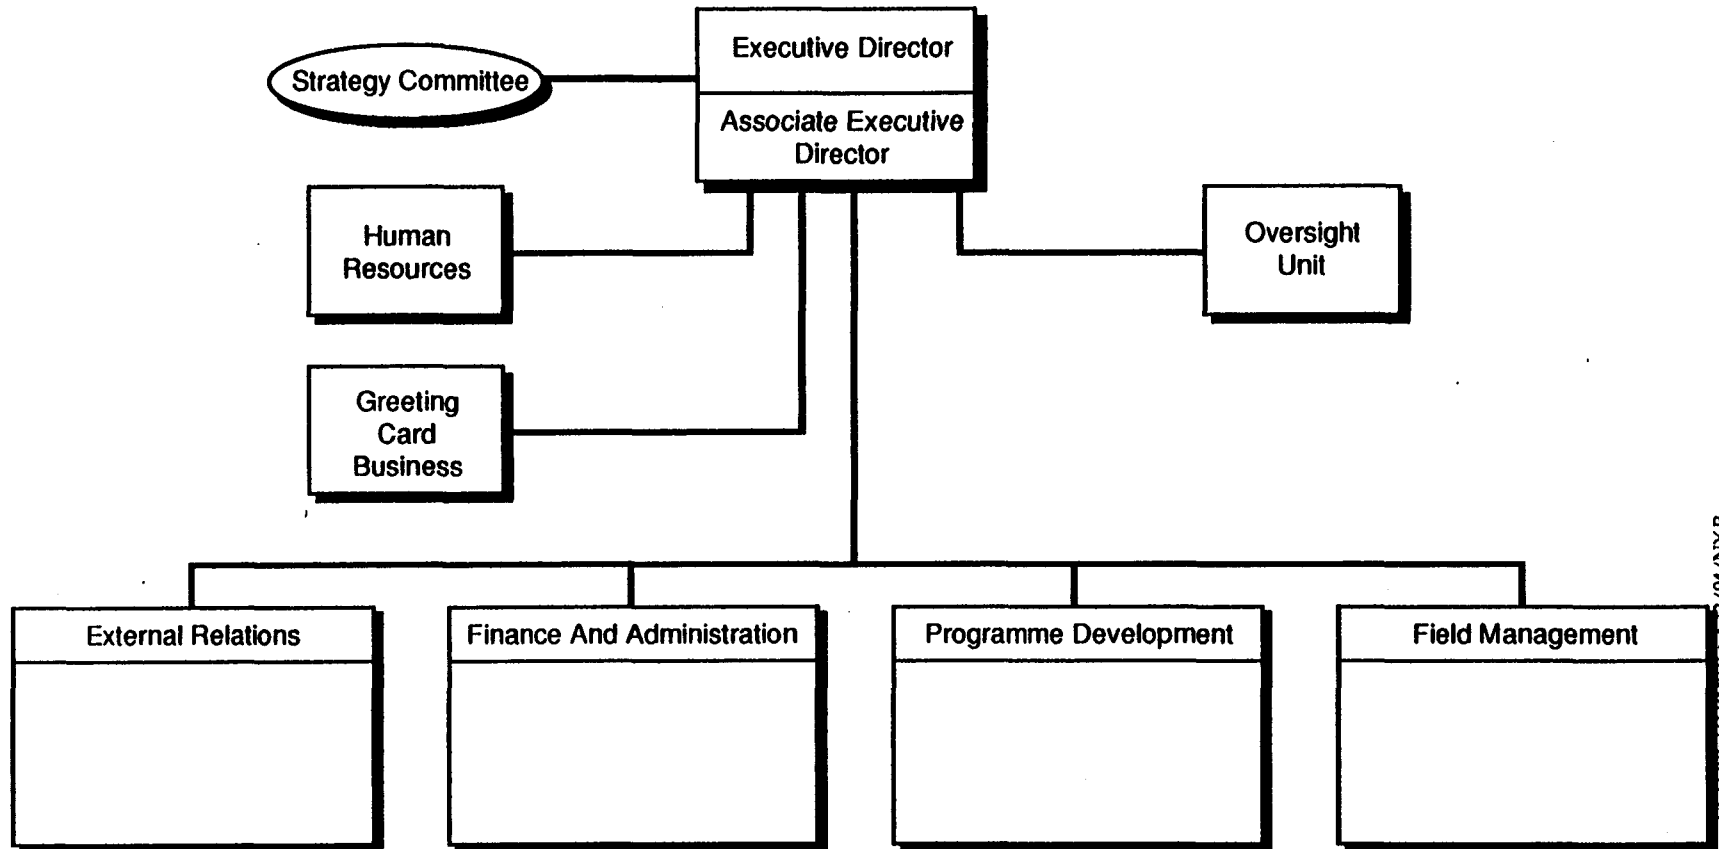 Executive Director
Strategy Committee
Associate Executive
Director
Human
Resources
Oversight
Unit
Greeting
Card
Business
External Relations
Finance And Administration
Programme Development
Field Management